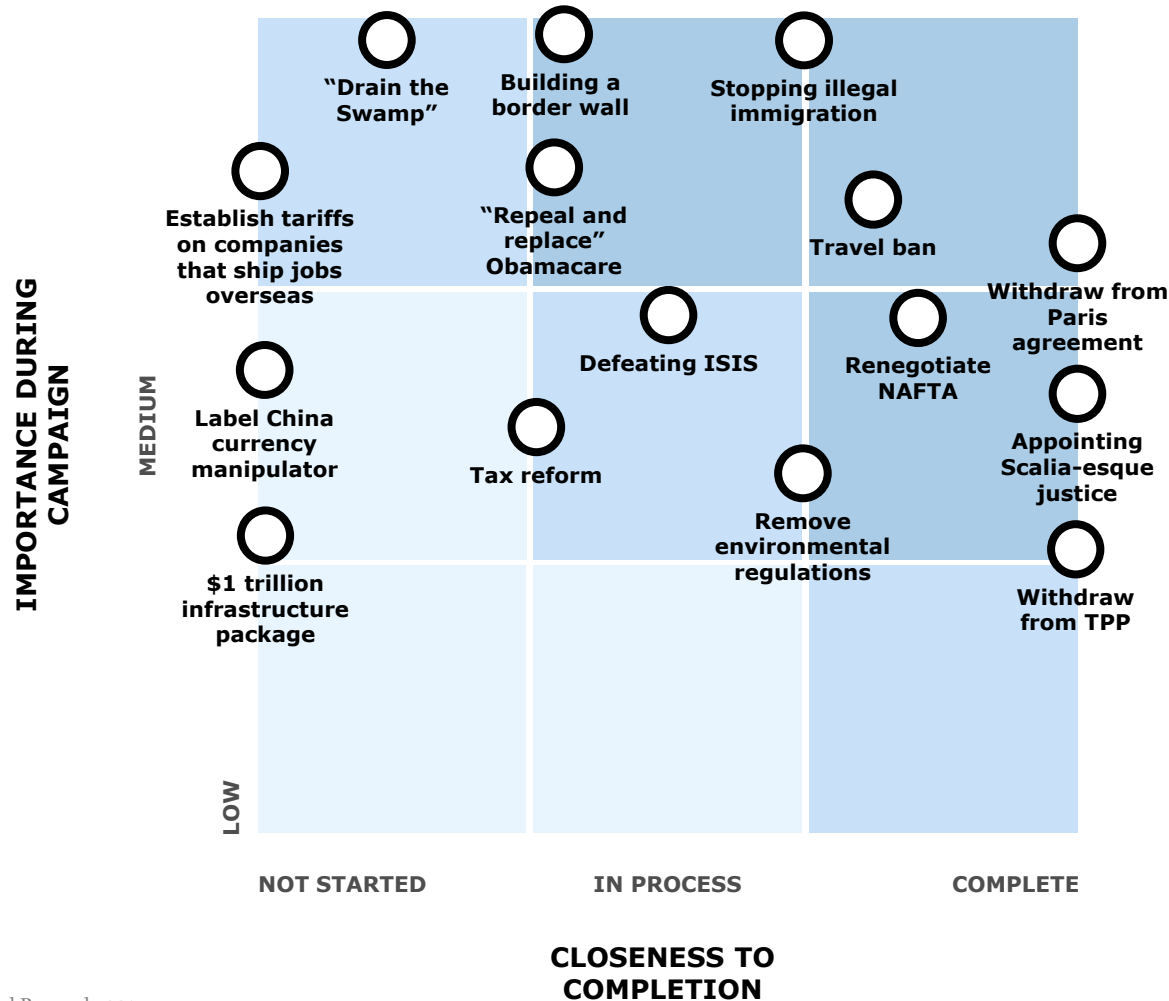 “Drain the
Swamp”
Building a
border wall
Stopping illegal
immigration
Establish tariffs
on companies
that ship jobs
overseas
“Repeal and
replace”
Obamacare
Travel ban
Withdraw from
Paris
agreement
Defeating ISIS
Renegotiate
NAFTA
IMPORTANCE DURING
CAMPAIGN
MEDIUM
Label China
currency
manipulator
Tax reform
Appointing
Scalia-esque
justice
Remove
environmental
regulations
$1 trillion
infrastructure
package
Withdraw
from TPP
LOW
NOT STARTED
IN PROCESS
COMPLETE
CLOSENESS TO
COMPLETION